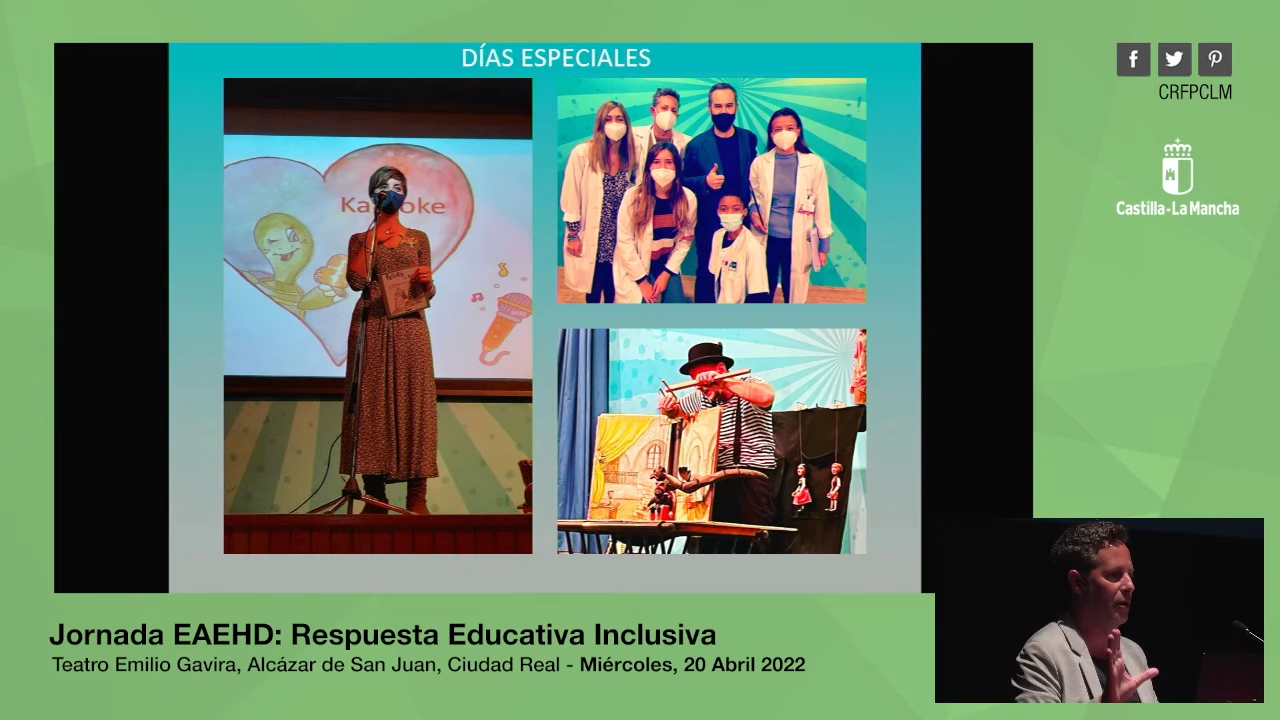 DÍAS ESPECIALES
Karaoke
CRFPCLM
Castilla-La Mancha
Jornada EAEHD: Respuesta Educativa Inclusiva
Teatro Emilio Gavira, Alcázar de San Juan, Ciudad Real - Miércoles, 20 Abril 2022